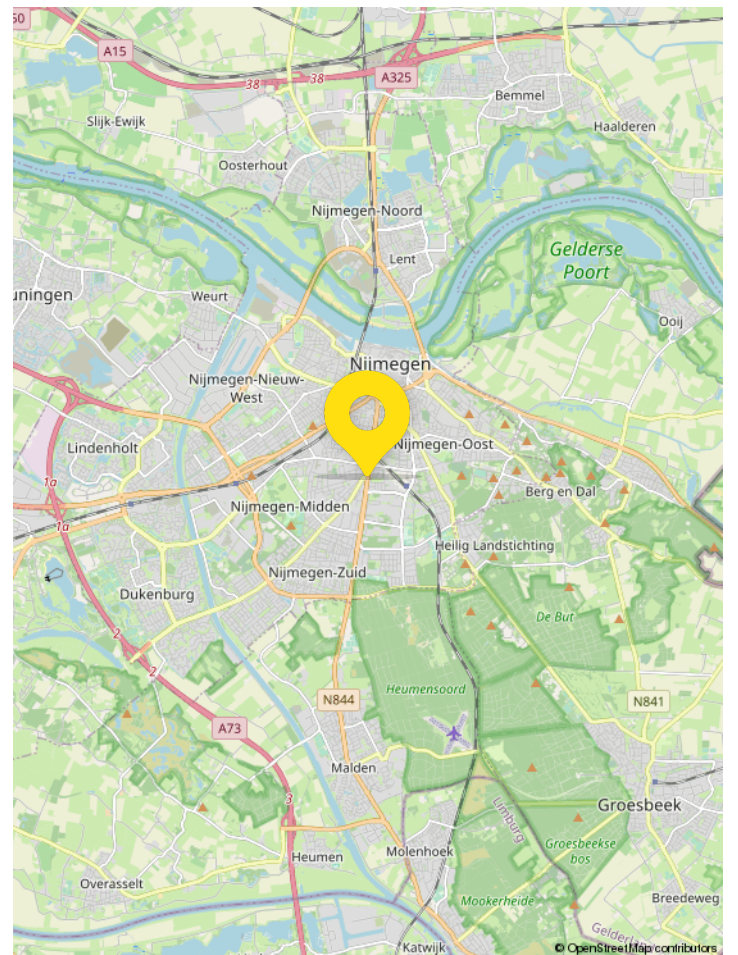 50
A15
A325
38
38
Bemmel
Slijk-Ewijk
Haalderen
Oosterhout
Nijmegen-Noord
Gelderse
Poort
Lent
uningen
Weurt
Ooij
Nijmegen
Nijmegen-Nieuw-
West
Nijmegen-Oost
Lindenholt
1a
Berg en Dal
Nijmegen-Midden
1a
Heilig Landstichting
Nijmegen-Zuid
Dukenburg
De But
2
2
Heumensoord
N844
N841
A73
Malden
3
Limburg
Groesbeek
Groesbeekse
bos
Molenhoek
Heumen
Overasselt
Mookerheide
Breedeweg
Katwijk
© OpenStreetMap contributors